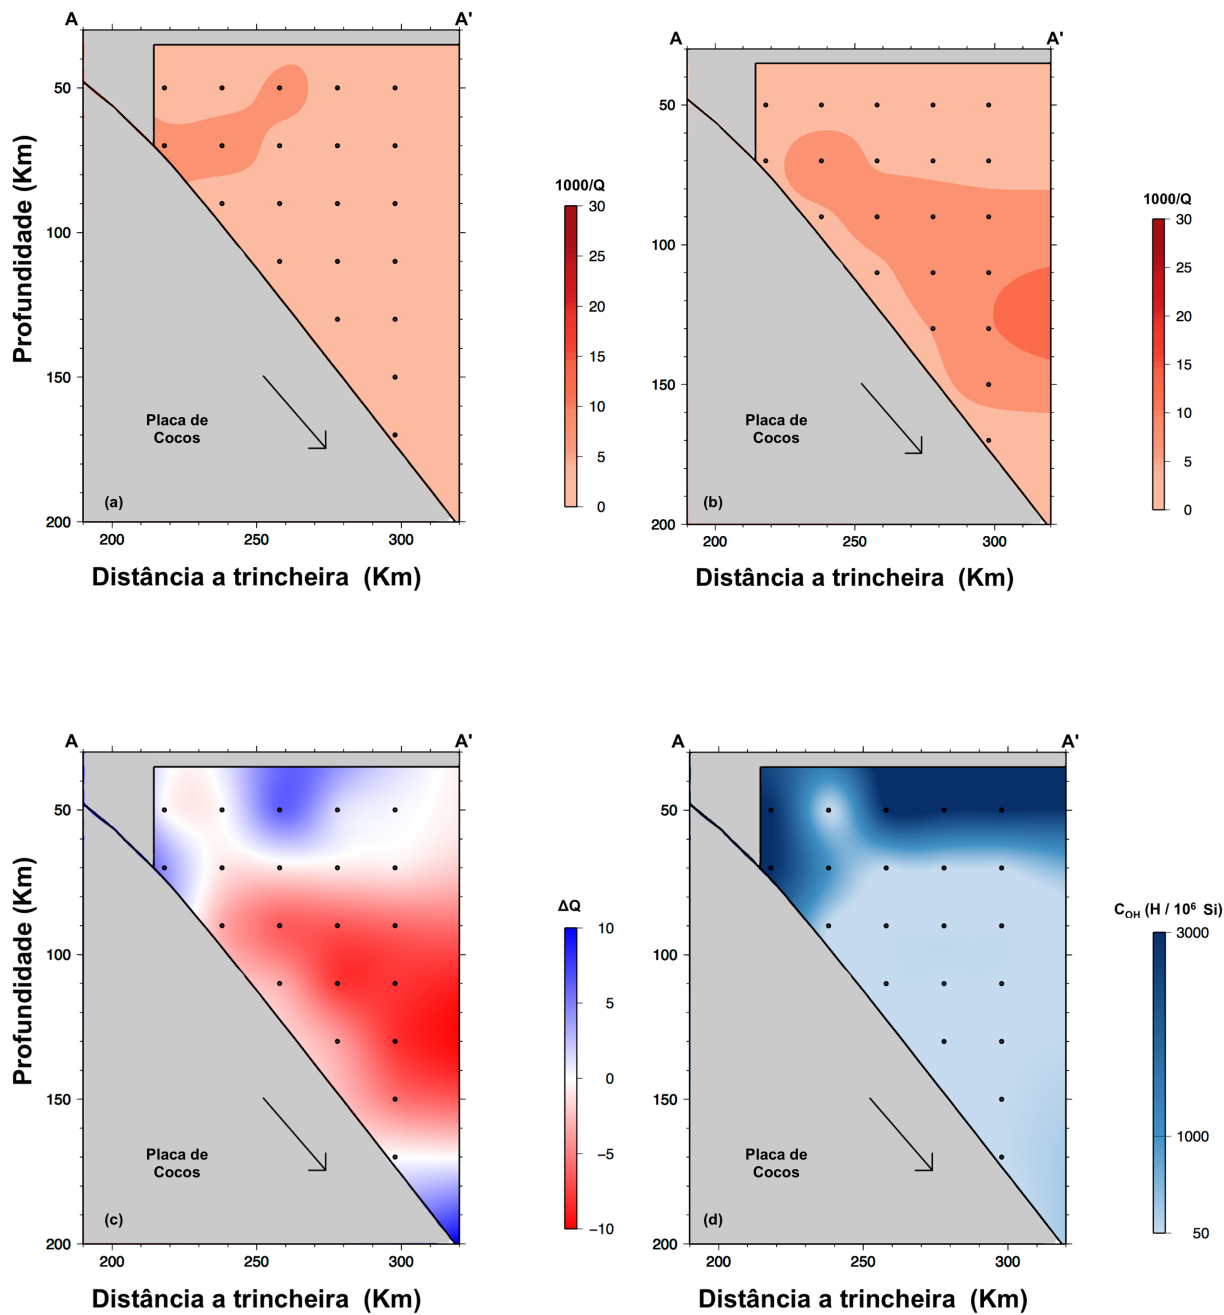 A
A'
50
100
150
200
200
250
300
Profundidade (Km)
Distância a trincheira (Km)
Placa de
Cocos
(a)
1000/Q
30
25
20
15
10
5
0
A
A'
50
100
150
200
200
250
300
Distância a trincheira (Km)
Placa de
Cocos
(b)
1000/Q
30
25
20
15
10
5
0
A
A'
50
100
150
200
200
250
300
Profundidade (Km)
Distância a trincheira (Km)
Placa de
Cocos
(c)
ΔQ
10
5
0
−5
−10
A
A'
50
100
150
200
200
250
300
Distância a trincheira (Km)
Placa de
Cocos
(d)
C_OH (H / 10⁶ Si)
3000
1000
50